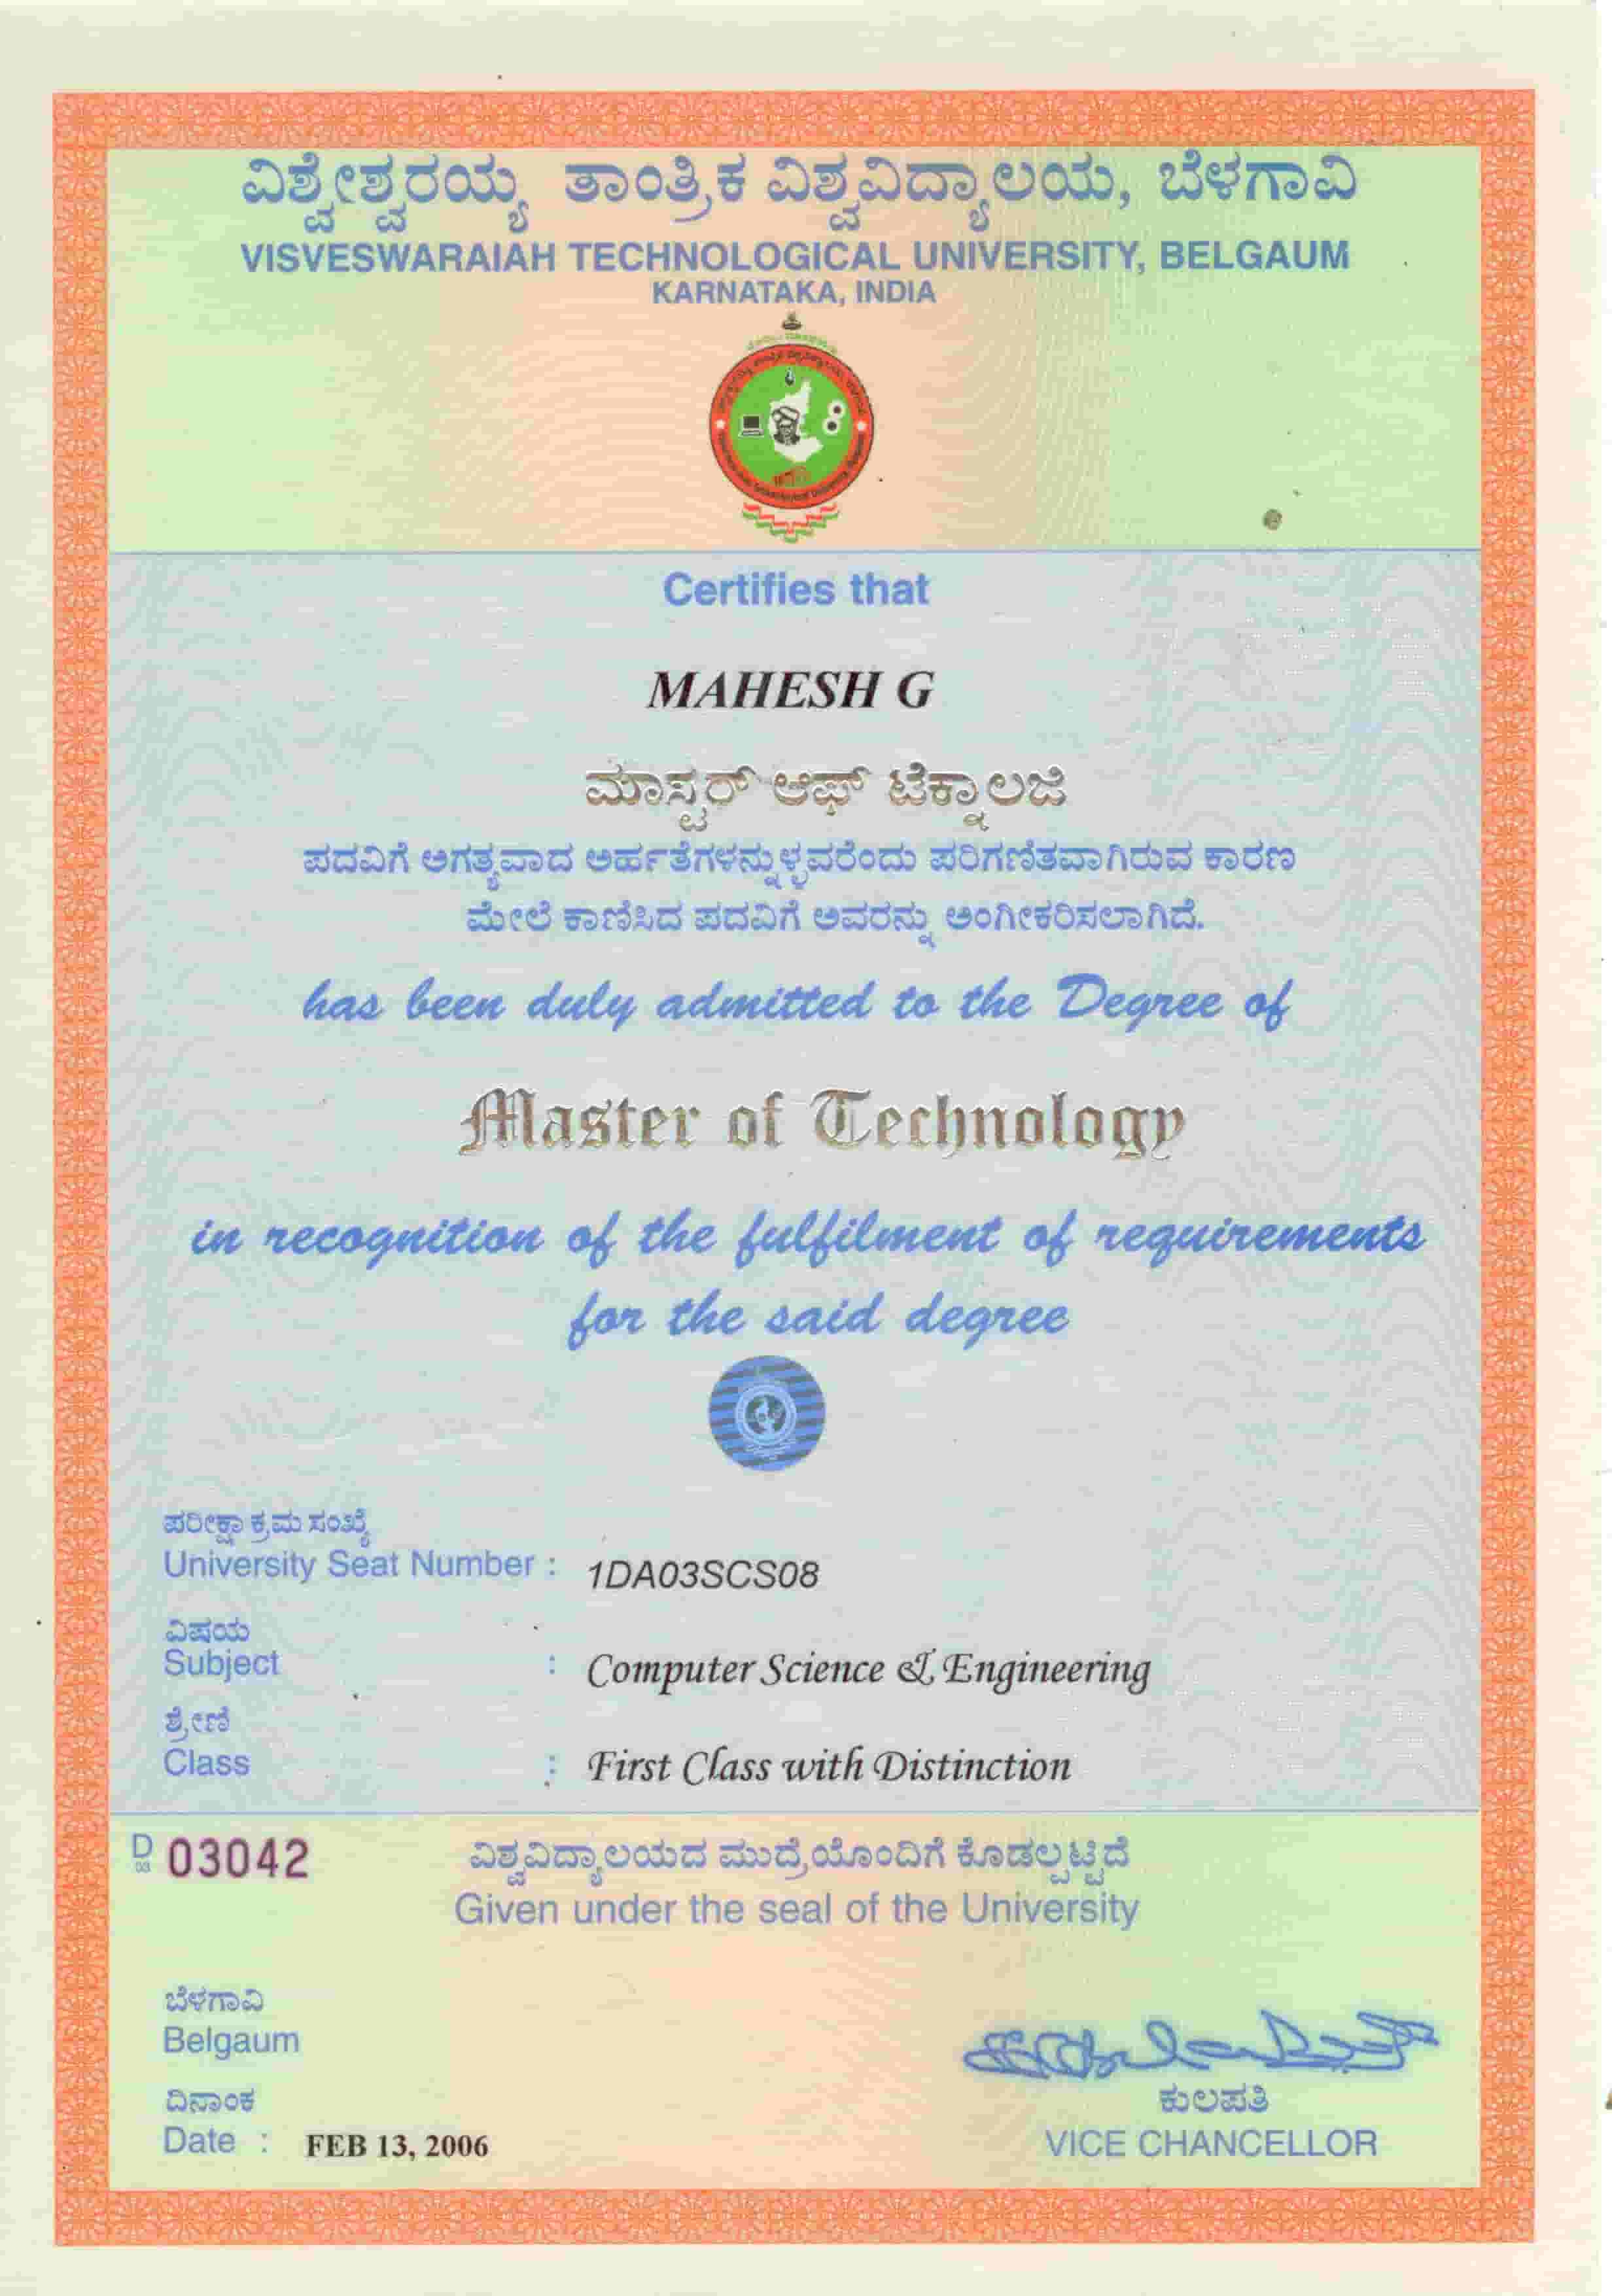 ವಿಶ್ವೇಶ್ವರಯ್ಯ ತಾಂತ್ರಿಕ ವಿಶ್ವವಿದ್ಯಾಲಯ, ಬೆಳಗಾವಿ
VISVESWARAIAH TECHNOLOGICAL UNIVERSITY, BELGAUM
KARNATAKA, INDIA
Certifies that
MAHESH G
ಮಾಸ್ಟರ್ ಆಫ್ ಟೆಕ್ನಾಲಜಿ
ಪದವಿಗೆ ಅಗತ್ಯವಾದ ಅರ್ಹತೆಗಳನ್ನುಳ್ಳವರೆಂದು ಪರಿಗಣಿತವಾಗಿರುವ ಕಾರಣ
ಮೇಲೆ ಕಾಣಿಸಿದ ಪದವಿಗೆ ಅವರನ್ನು ಅಂಗೀಕರಿಸಲಾಗಿದೆ.
has been duly admitted to the Degree of
Master of Technology
in recognition of the fulfilment of requirements
for the said degree
ಪರೀಕ್ಷಾ ಕ್ರಮ ಸಂಖ್ಯೆ
University Seat Number : 1DA03SCS08
ವಿಷಯ
Subject : Computer Science & Engineering
ಶ್ರೇಣಿ
Class : First Class with Distinction
D 03042
ವಿಶ್ವವಿದ್ಯಾಲಯದ ಮುದ್ರೆಯೊಂದಿಗೆ ಕೊಡಲ್ಪಟ್ಟಿದೆ
Given under the seal of the University
ಬೆಳಗಾವಿ
Belgaum
ದಿನಾಂಕ
Date : FEB 13, 2006
ಕುಲಪತಿ
VICE CHANCELLOR